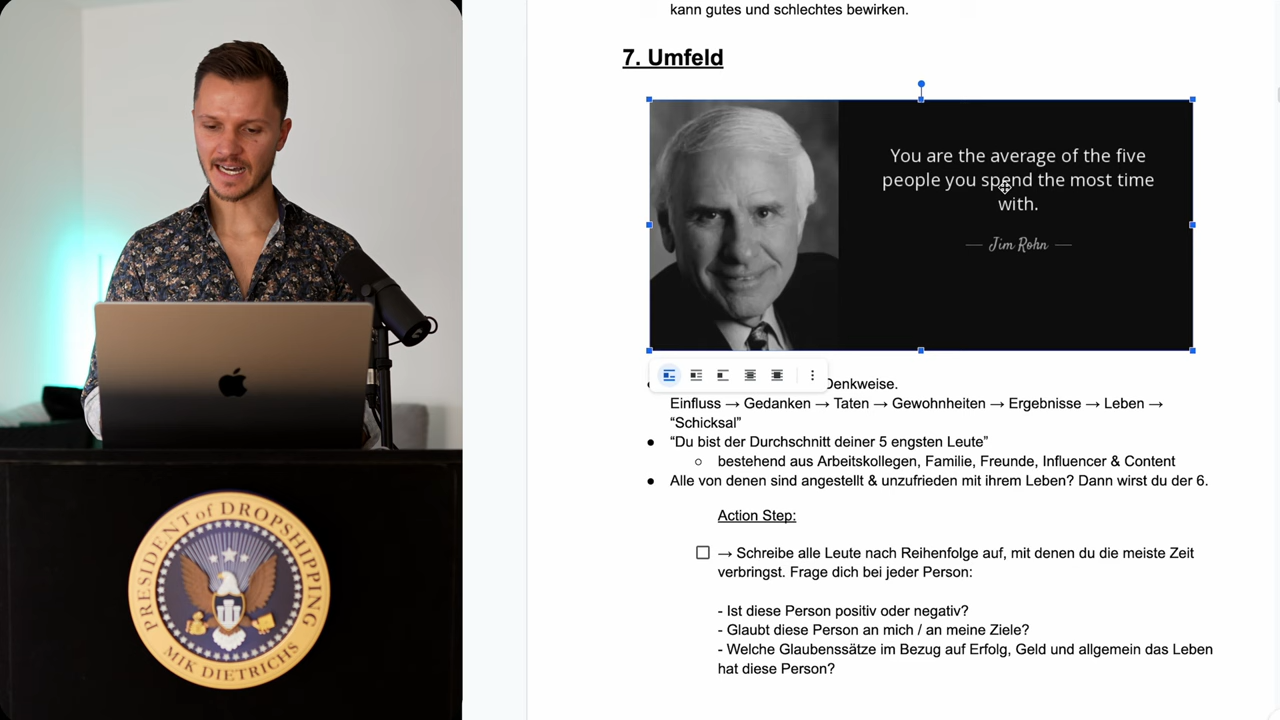 kann gutes und schlechtes bewirken.
7. Umfeld
You are the average of the five
people you spend the most time
with.
Jim Rohn
Denkweise.
Einfluss → Gedanken → Taten → Gewohnheiten → Ergebnisse → Leben →
“Schicksal”
● “Du bist der Durchschnitt deiner 5 engsten Leute”
○ bestehend aus Arbeitskollegen, Familie, Freunde, Influencer & Content
● Alle von denen sind angestellt & unzufrieden mit ihrem Leben? Dann wirst du der 6.
Action Step:
→ Schreibe alle Leute nach Reihenfolge auf, mit denen du die meiste Zeit
verbringst. Frage dich bei jeder Person:
- Ist diese Person positiv oder negativ?
- Glaubt diese Person an mich / an meine Ziele?
- Welche Glaubenssätze im Bezug auf Erfolg, Geld und allgemein das Leben
hat diese Person?
PRESIDENT of DROPSHIPPING
MIK DIETRICHS